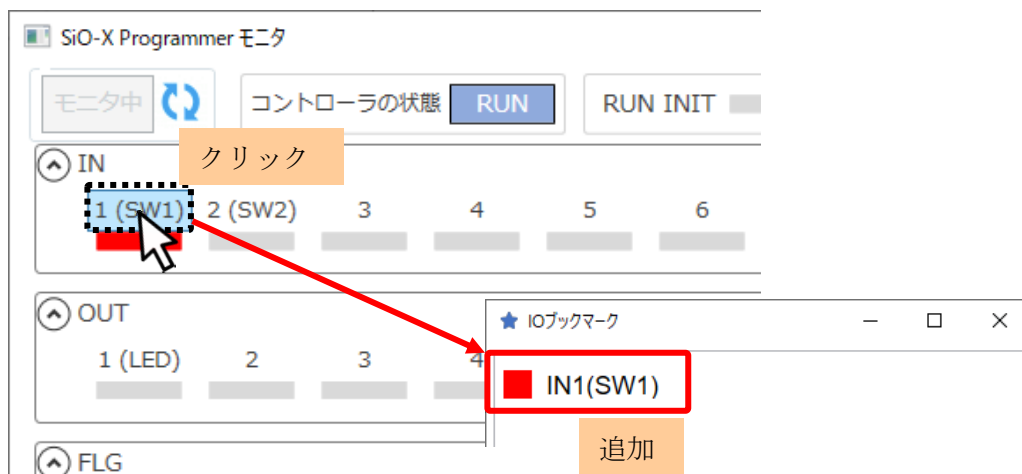 SiO-X Programmer モニタ
モニタ中 コントローラの状態 RUN RUN INIT
クリック
IN
1 (SW1) 2 (SW2) 3 4 5 6
OUT
1 (LED) 2 3 4
IOブックマーク
IN1(SW1)
追加
FLG